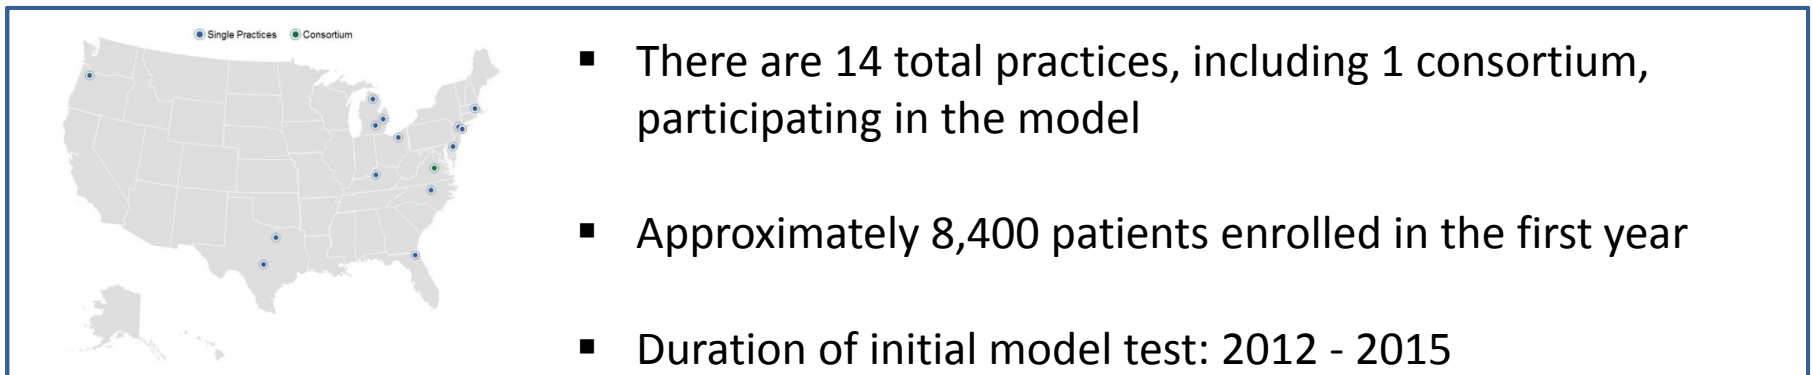 Single Practices Consortium
▪ There are 14 total practices, including 1 consortium,
participating in the model
▪ Approximately 8,400 patients enrolled in the first year
▪ Duration of initial model test: 2012 - 2015